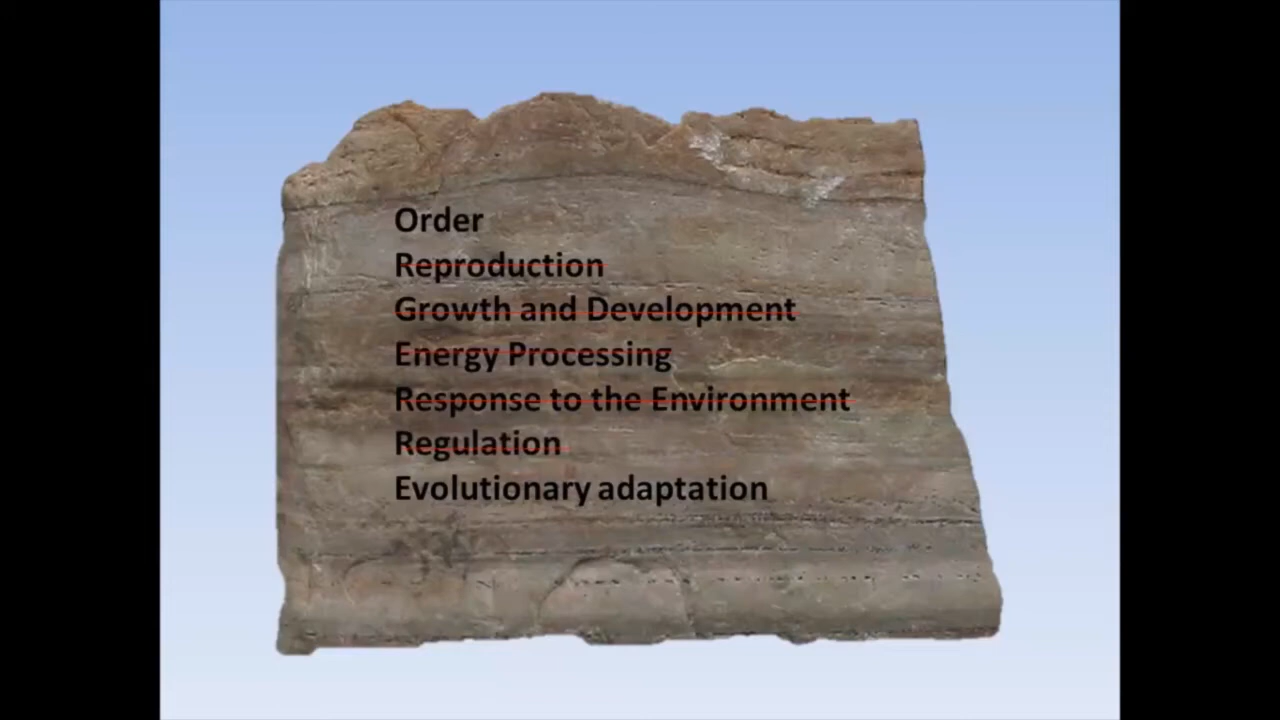 Order
Reproduction
Growth and Development
Energy Processing
Response to the Environment
Regulation
Evolutionary adaptation